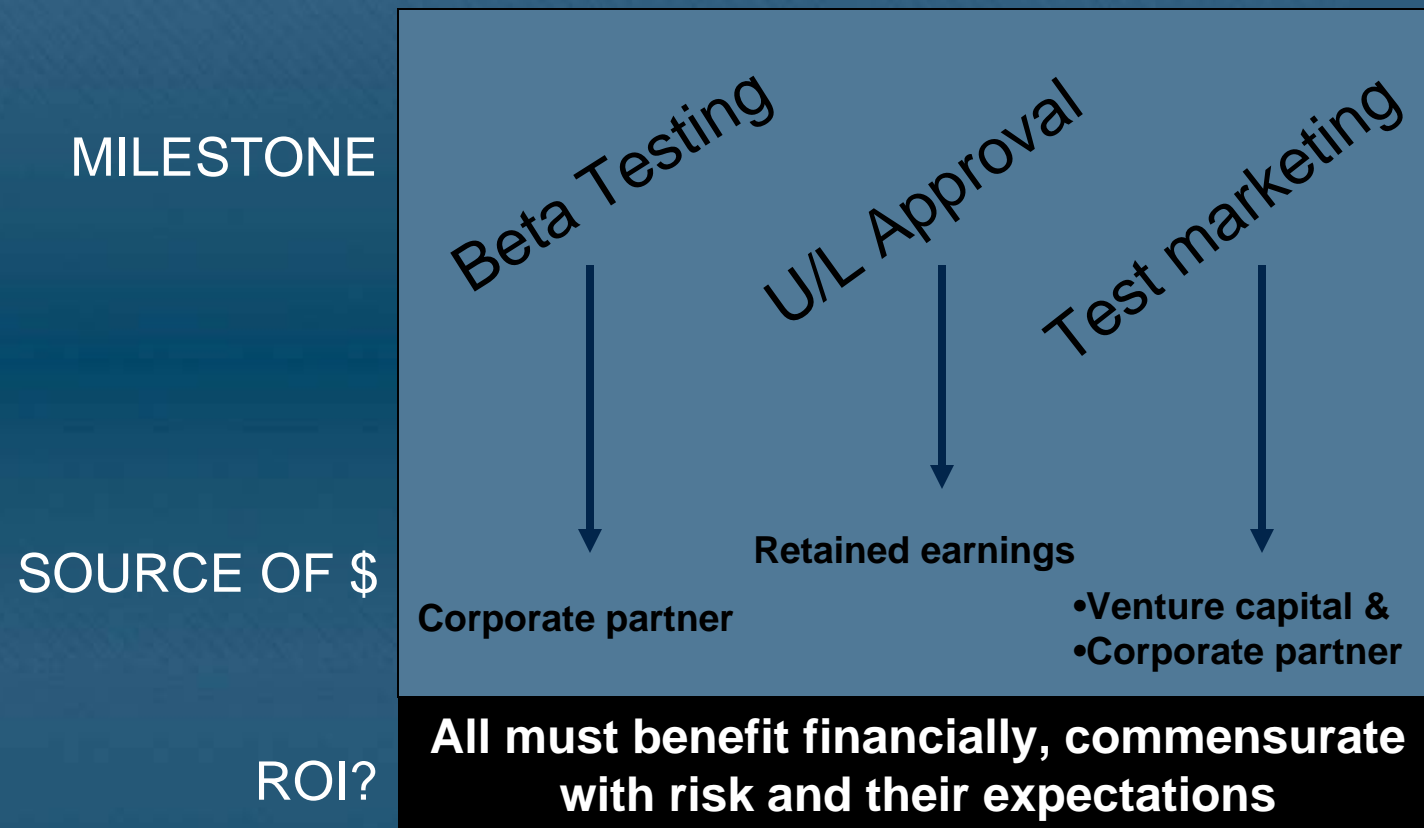 MILESTONE
Beta Testing
U/L Approval
Test marketing
SOURCE OF $
Corporate partner
Retained earnings
•Venture capital &
•Corporate partner
ROI?
All must benefit financially, commensurate
with risk and their expectations